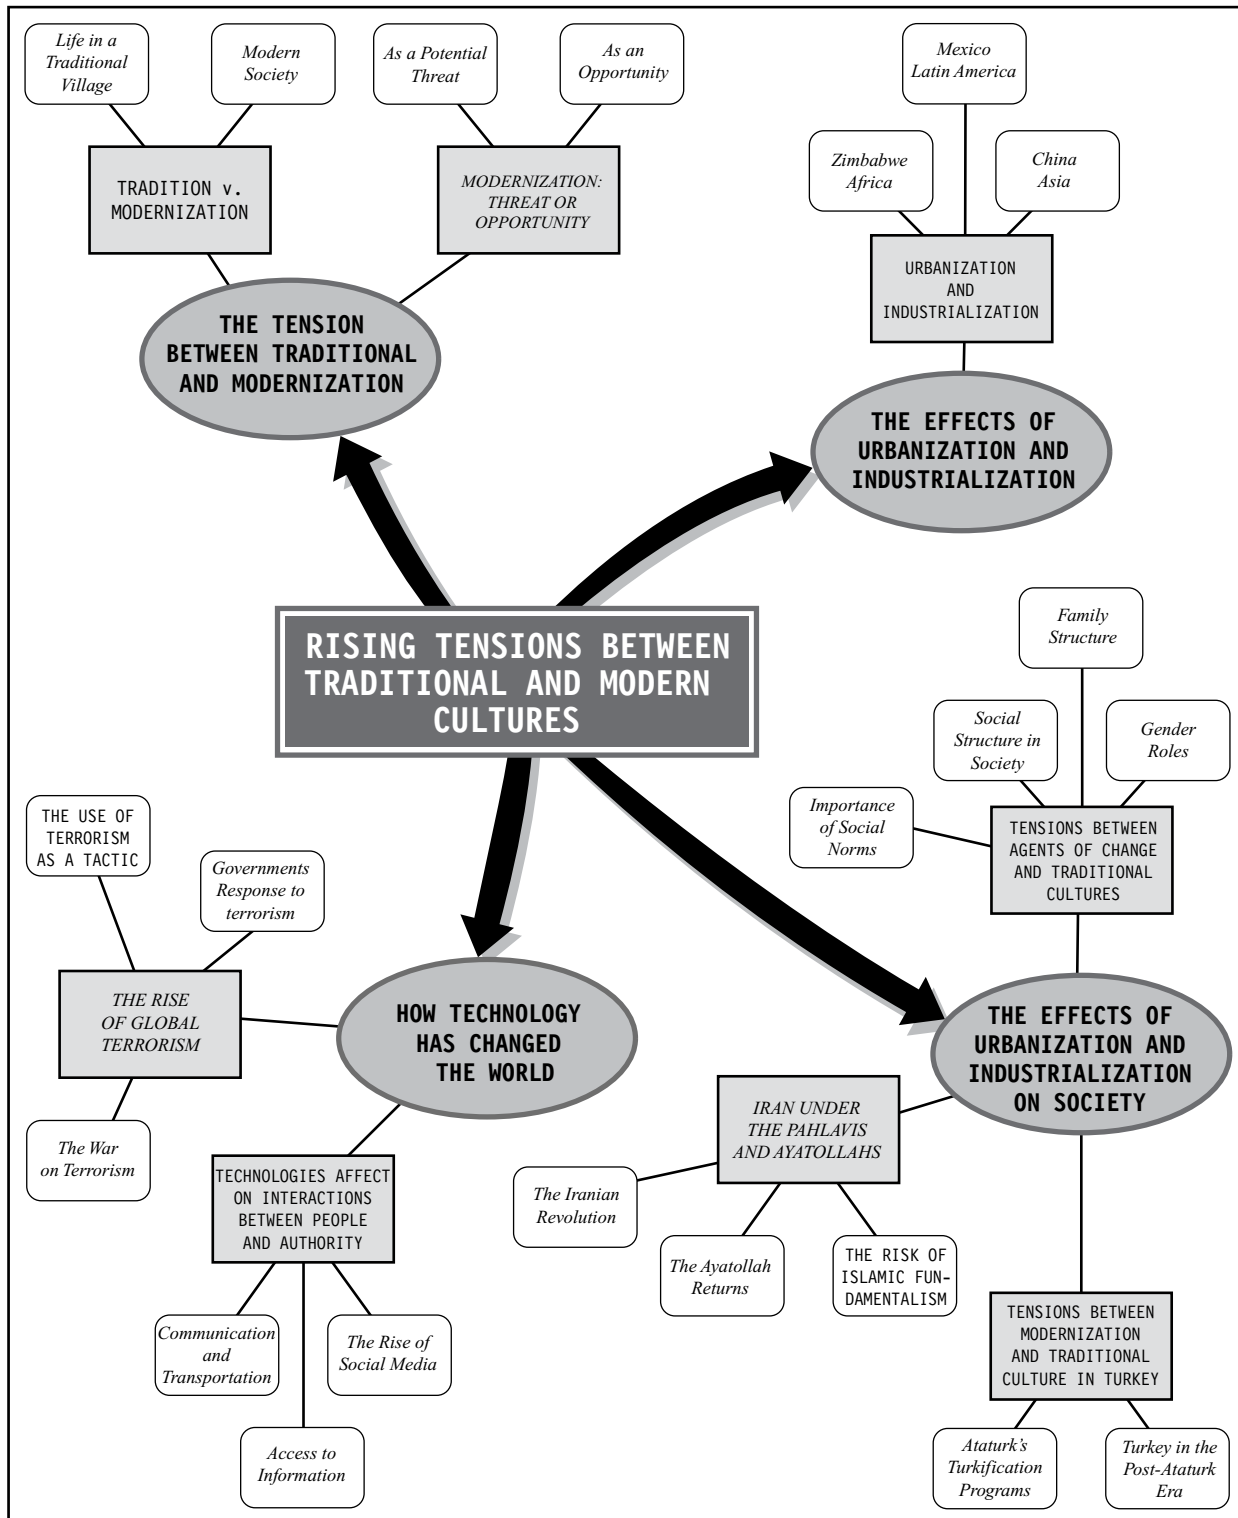 Life in a
Traditional
Village
Modern
Society
As a Potential
Threat
As an
Opportunity
TRADITION v.
MODERNIZATION
MODERNIZATION:
THREAT OR
OPPORTUNITY
THE TENSION
BETWEEN TRADITIONAL
AND MODERNIZATION
Mexico
Latin America
Zimbabwe
Africa
China
Asia
URBANIZATION
AND
INDUSTRIALIZATION
THE EFFECTS OF
URBANIZATION AND
INDUSTRIALIZATION
RISING TENSIONS BETWEEN
TRADITIONAL AND MODERN
CULTURES
Family
Structure
Social
Structure in
Society
Gender
Roles
Importance
of Social
Norms
TENSIONS BETWEEN
AGENTS OF CHANGE
AND TRADITIONAL
CULTURES
THE EFFECTS OF
URBANIZATION AND
INDUSTRIALIZATION
ON SOCIETY
THE USE OF
TERRORISM
AS A TACTIC
Governments
Response to
terrorism
THE RISE
OF GLOBAL
TERRORISM
The War
on Terrorism
HOW TECHNOLOGY
HAS CHANGED
THE WORLD
TECHNOLOGIES AFFECT
ON INTERACTIONS
BETWEEN PEOPLE
AND AUTHORITY
Communication
and
Transportation
The Rise of
Social Media
Access to
Information
IRAN UNDER
THE PAHLAVIS
AND AYATOLLAHS
The Iranian
Revolution
The Ayatollah
Returns
THE RISK OF
ISLAMIC FUN-
DAMENTALISM
TENSIONS BETWEEN
MODERNIZATION
AND TRADITIONAL
CULTURE IN TURKEY
Ataturk’s
Turkification
Programs
Turkey in the
Post-Ataturk
Era